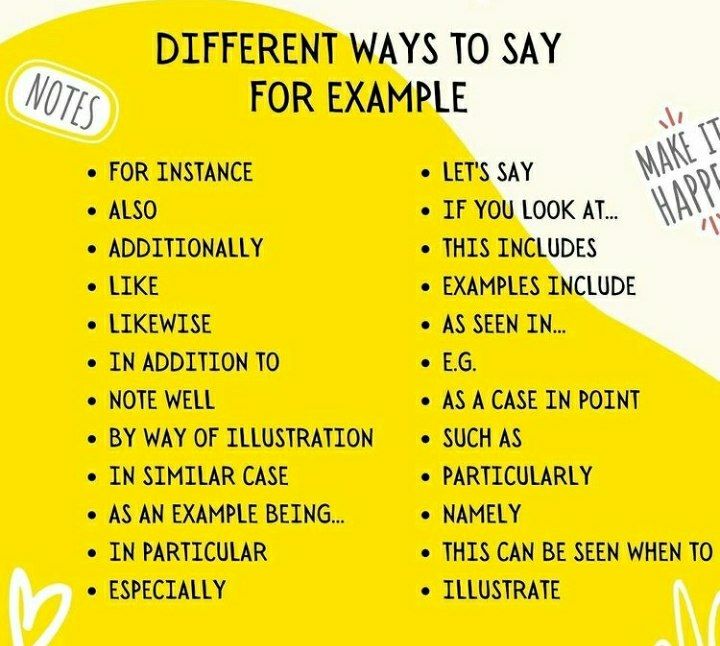 DIFFERENT WAYS TO SAY
FOR EXAMPLE
NOTES
MAKE IT
• FOR INSTANCE
• ALSO
• ADDITIONALLY
• LIKE
• LIKEWISE
• IN ADDITION TO
• NOTE WELL
• BY WAY OF ILLUSTRATION
• IN SIMILAR CASE
• AS AN EXAMPLE BEING...
• IN PARTICULAR
• ESPECIALLY
• LET'S SAY
• IF YOU LOOK AT...
• THIS INCLUDES
• EXAMPLES INCLUDE
• AS SEEN IN...
• E.G.
• AS A CASE IN POINT
• SUCH AS
• PARTICULARLY
• NAMELY
• THIS CAN BE SEEN WHEN TO
• ILLUSTRATE